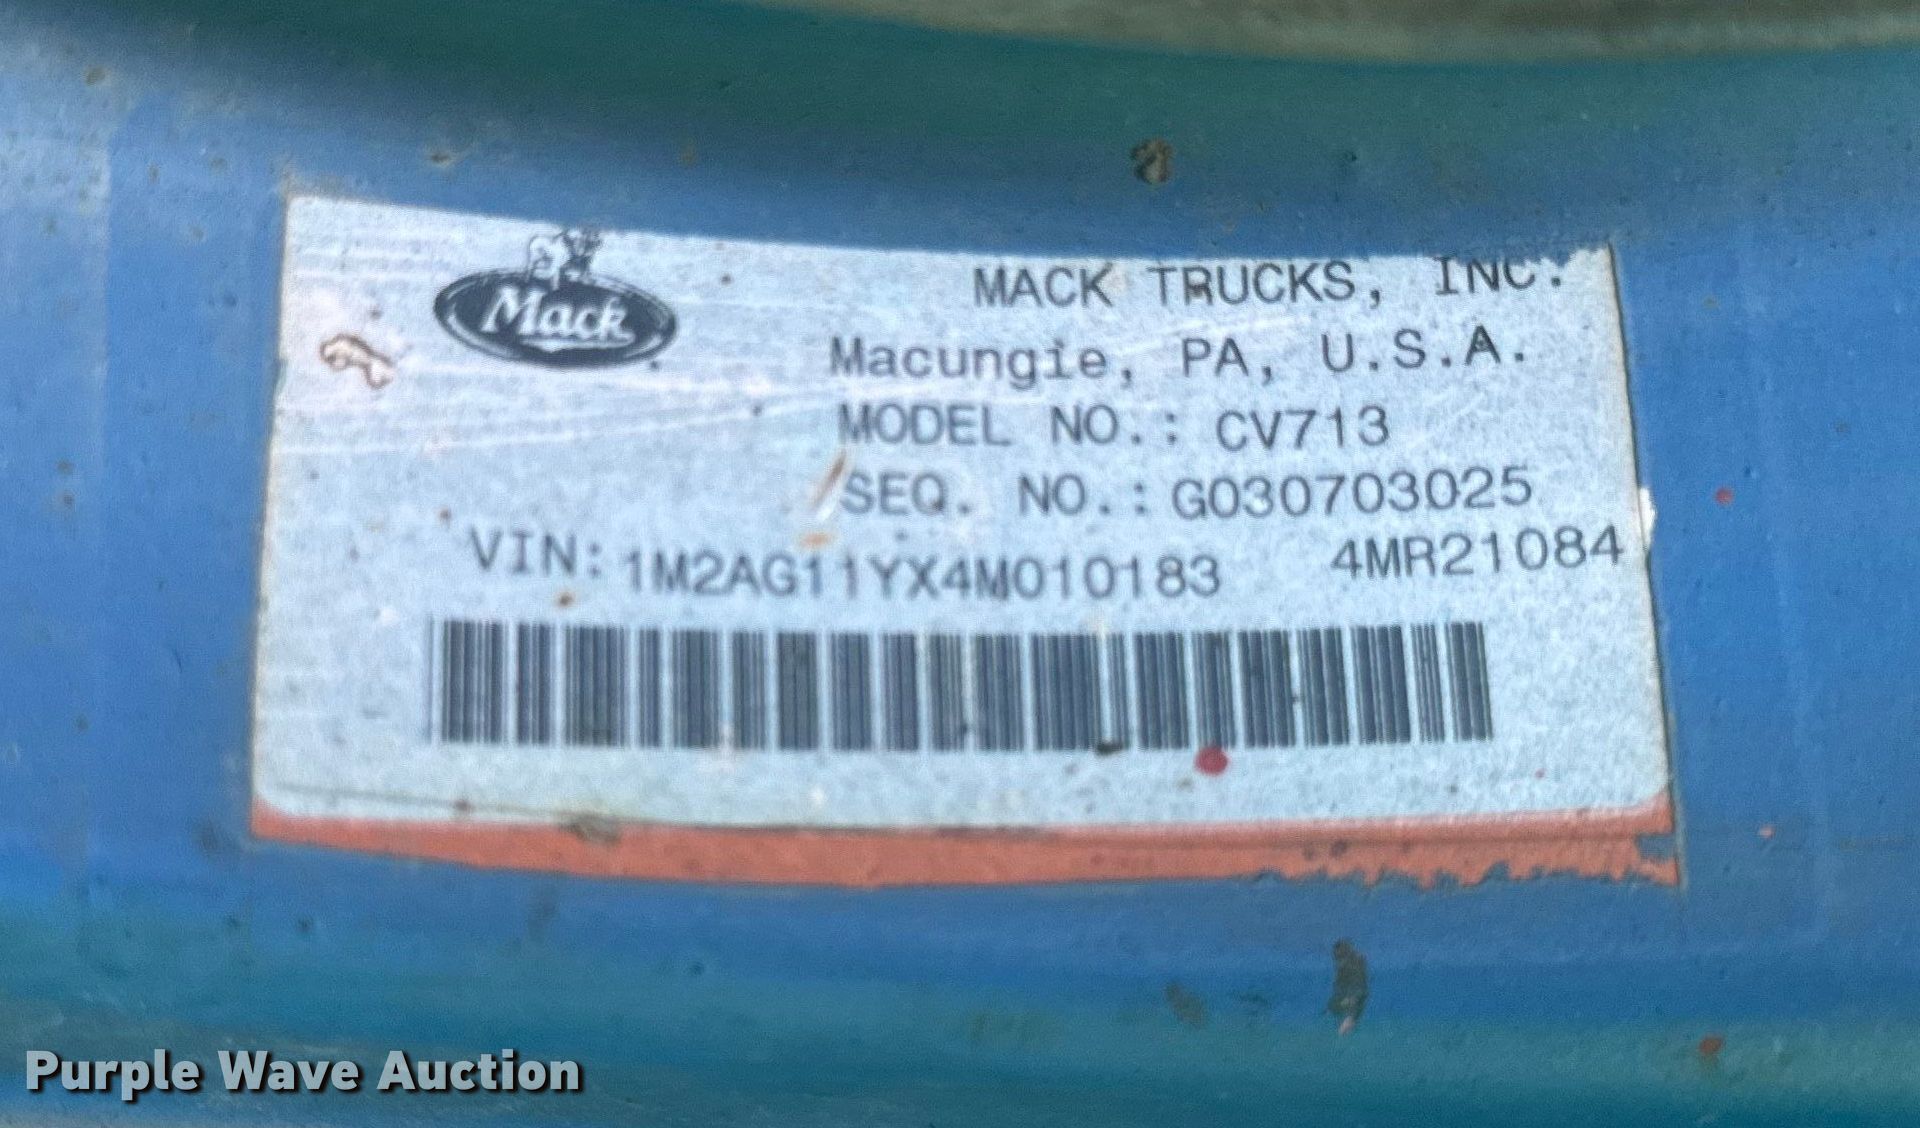 Mack
MACK TRUCKS, INC.
Macungie, PA, U.S.A.
MODEL NO.: CV713
SEQ. NO.: G030703025
VIN: 1M2AG11YX4M010183 4MR21084
Purple Wave Auction